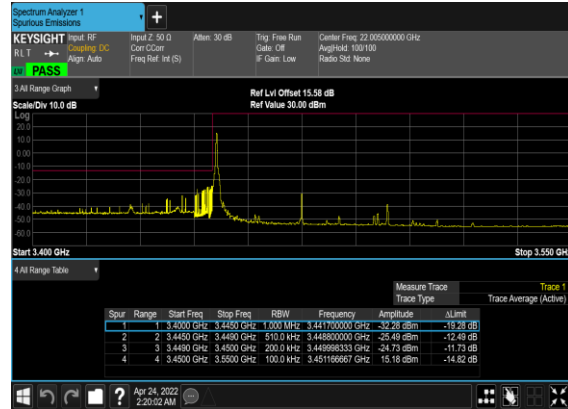 Spectrum Analyzer 1
Spurious Emissions
KEYSIGHT Input: RF Input Z: 50 Ω Atten: 30 dB Trig: Free Run Center Freq: 22.005000000 GHz
RLT Coupling: DC Corr CCorr Gate: Off Avg|Hold: 100/100
Align: Auto Freq Ref: Int (S) IF Gain: Low Radio Std: None
PASS
3 All Range Graph
Ref Lvl Offset 15.58 dB
Scale/Div 10.0 dB Ref Value 30.00 dBm
Log
20.0
10.0
0.00
-10.0
-20.0
-30.0
-40.0
-50.0
-60.0
Start 3.400 GHz Stop 3.550 GHz
4 All Range Table
Measure Trace Trace 1
Trace Type Trace Average (Active)
Spur Range Start Freq Stop Freq RBW Frequency Amplitude ΔLimit
1 1 3.4000 GHz 3.4450 GHz 1.000 MHz 3.441700000 GHz -32.28 dBm -19.28 dB
2 2 3.4450 GHz 3.4490 GHz 510.0 kHz 3.448800000 GHz -25.49 dBm -12.49 dB
3 3 3.4490 GHz 3.4500 GHz 200.0 kHz 3.449998333 GHz -24.73 dBm -11.73 dB
4 4 3.4500 GHz 3.5500 GHz 100.0 kHz 3.451166667 GHz 15.18 dBm -14.82 dB
Apr 24, 2022
2:20:02 AM